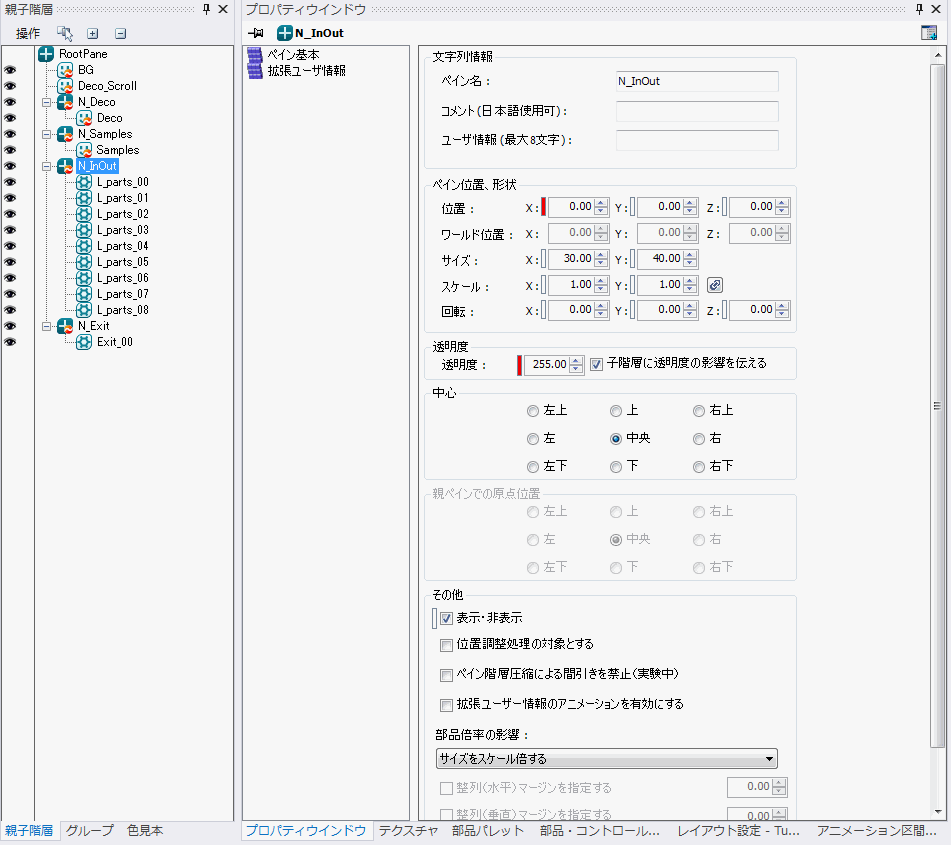 親子階層
操作
RootPane
BG
Deco_Scroll
N_Deco
Deco
N_Samples
Samples
N_InOut
L_parts_00
L_parts_01
L_parts_02
L_parts_03
L_parts_04
L_parts_05
L_parts_06
L_parts_07
L_parts_08
N_Exit
Exit_00
親子階層 グループ 色見本
プロパティウインドウ
N_InOut
ペイン基本
拡張ユーザ情報
文字列情報
ペイン名： N_InOut
コメント（日本語使用可）：
ユーザ情報（最大8文字）：
ペイン位置、形状
位置： X: 0.00 Y: 0.00 Z: 0.00
ワールド位置： X: 0.00 Y: 0.00 Z: 0.00
サイズ： X: 30.00 Y: 40.00
スケール： X: 1.00 Y: 1.00
回転： X: 0.00 Y: 0.00 Z: 0.00
透明度
透明度： 255.00 子階層に透明度の影響を伝える
中心
左上 上 右上
左 中央 右
左下 下 右下
親ペインでの原点位置
左上 上 右上
左 中央 右
左下 下 右下
その他
表示・非表示
位置調整処理の対象とする
ペイン階層圧縮による間引きを禁止（実験中）
拡張ユーザー情報のアニメーションを有効にする
部品倍率の影響：
サイズをスケール倍する
整列（水平）マージンを指定する 0.00
整列（垂直）マージンを指定する 0.00
プロパティウインドウ テクスチャ 部品パレット 部品・コントロール... レイアウト設定 - Tu... アニメーション区間...